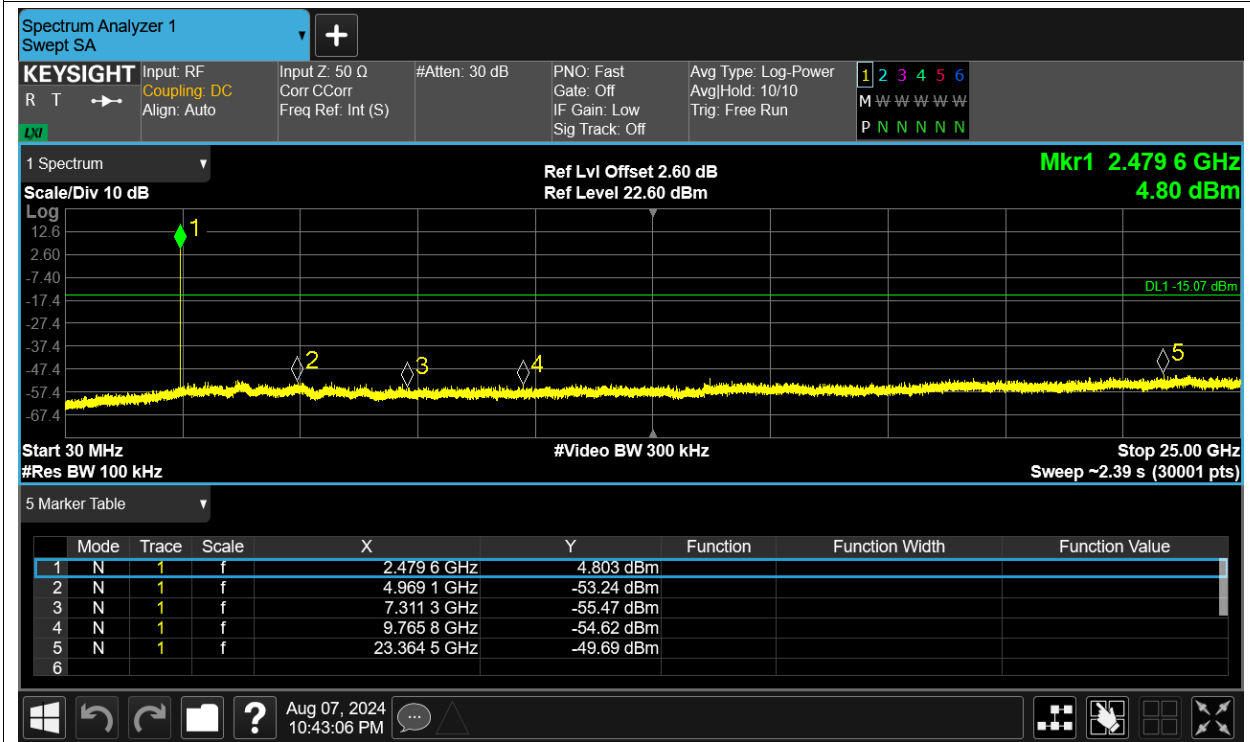 Spectrum Analyzer 1
Swept SA
KEYSIGHT
R T
LXI
Input: RF
Coupling: DC
Align: Auto
Input Z: 50 Ω
Corr CCorr
Freq Ref: Int (S)
#Atten: 30 dB
PNO: Fast
Gate: Off
IF Gain: Low
Sig Track: Off
Avg Type: Log-Power
Avg|Hold: 10/10
Trig: Free Run
1 2 3 4 5 6
M W W W W W
P N N N N N
1 Spectrum
Scale/Div 10 dB
Ref Lvl Offset 2.60 dB
Ref Level 22.60 dBm
Mkr1 2.479 6 GHz
4.80 dBm
Log
12.6
2.60
-7.40
-17.4
-27.4
-37.4
-47.4
-57.4
-67.4
1
2
3
4
5
DL1 -15.07 dBm
Start 30 MHz
#Video BW 300 kHz
Stop 25.00 GHz
#Res BW 100 kHz
Sweep ~2.39 s (30001 pts)
5 Marker Table
Mode Trace Scale X Y Function Function Width Function Value
1 N 1 f 2.479 6 GHz 4.803 dBm
2 N 1 f 4.969 1 GHz -53.24 dBm
3 N 1 f 7.311 3 GHz -55.47 dBm
4 N 1 f 9.765 8 GHz -54.62 dBm
5 N 1 f 23.364 5 GHz -49.69 dBm
6
?
Aug 07, 2024
10:43:06 PM